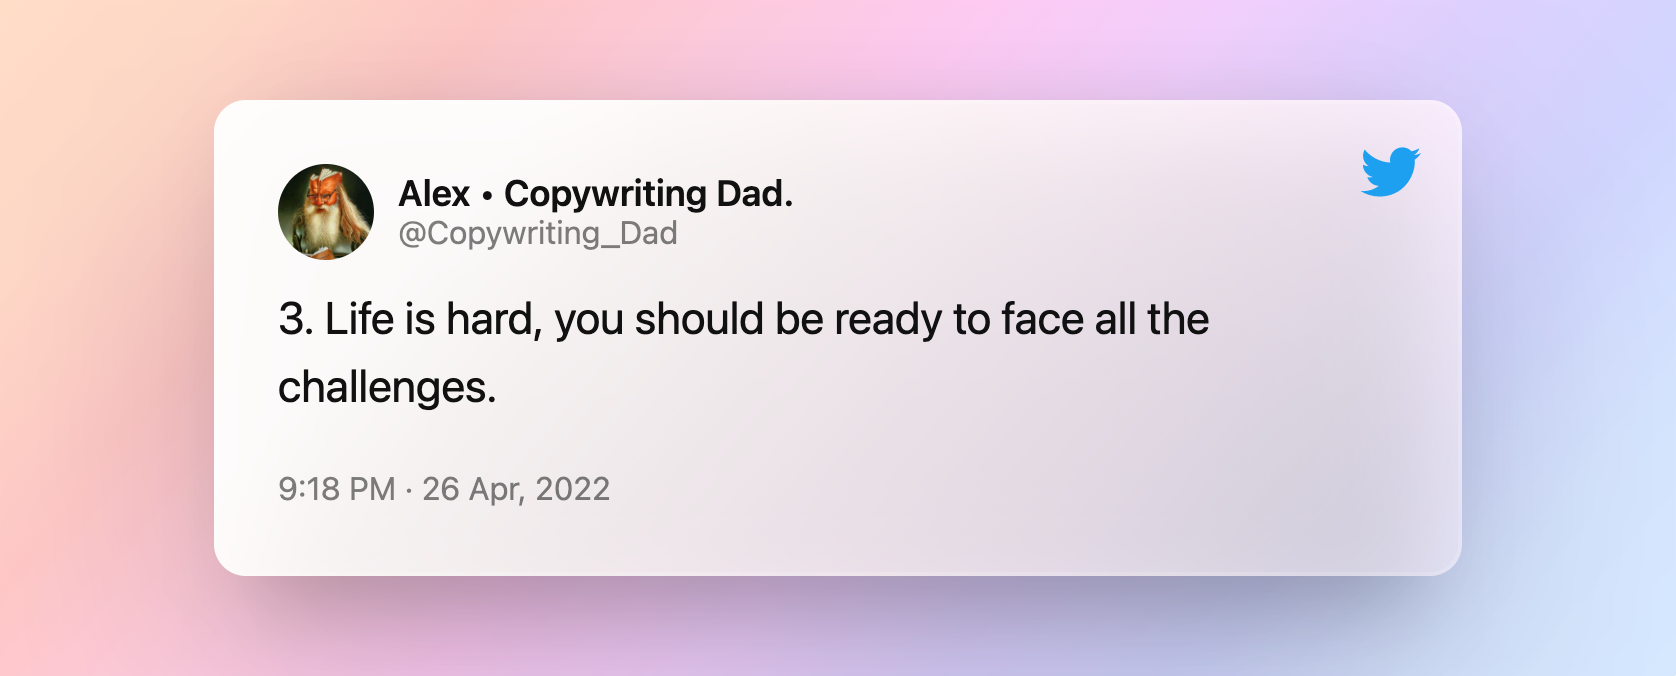 Alex • Copywriting Dad.
@Copywriting_Dad
3. Life is hard, you should be ready to face all the
challenges.
9:18 PM · 26 Apr, 2022